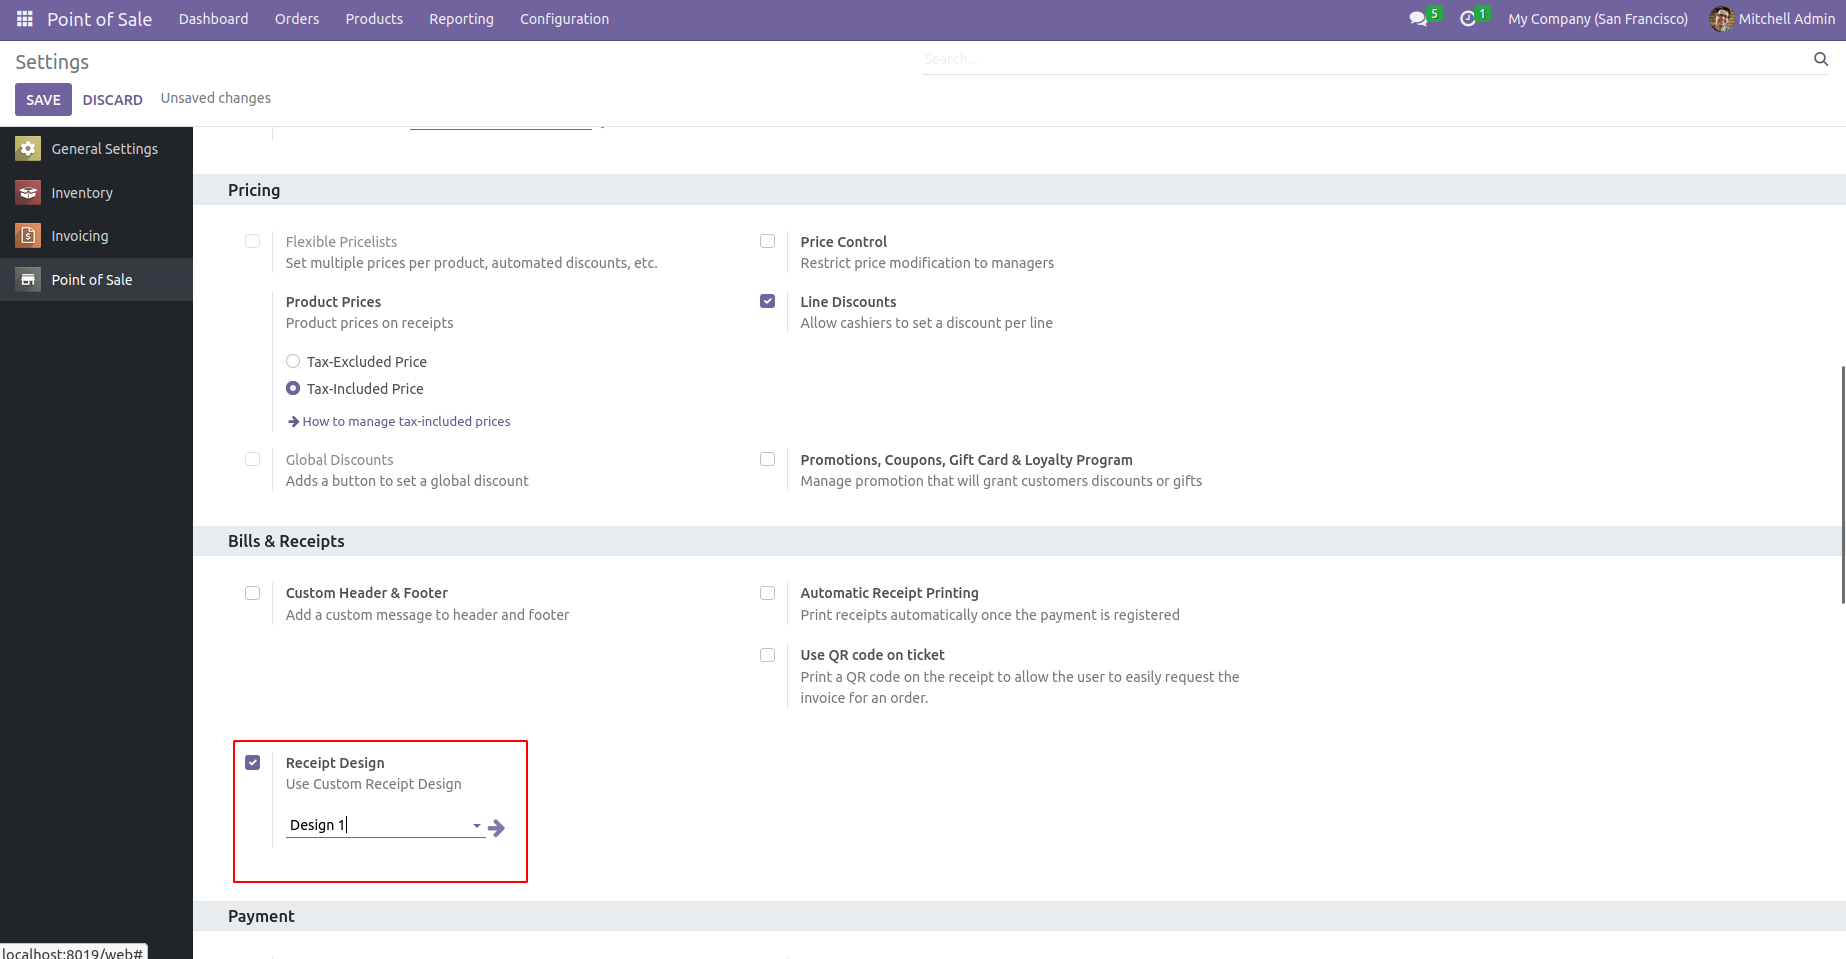 Point of Sale Dashboard Orders Products Reporting Configuration 5 1 My Company (San Francisco) Mitchell Admin
Settings Search...
SAVE DISCARD Unsaved changes
General Settings
Inventory
Invoicing
Point of Sale
Pricing
Flexible Pricelists
Set multiple prices per product, automated discounts, etc.
Price Control
Restrict price modification to managers
Product Prices
Product prices on receipts
Line Discounts
Allow cashiers to set a discount per line
Tax-Excluded Price
Tax-Included Price
How to manage tax-included prices
Global Discounts
Adds a button to set a global discount
Promotions, Coupons, Gift Card & Loyalty Program
Manage promotion that will grant customers discounts or gifts
Bills & Receipts
Custom Header & Footer
Add a custom message to header and footer
Automatic Receipt Printing
Print receipts automatically once the payment is registered
Use QR code on ticket
Print a QR code on the receipt to allow the user to easily request the
invoice for an order.
Receipt Design
Use Custom Receipt Design
Design 1
Payment
localhost:8019/web#